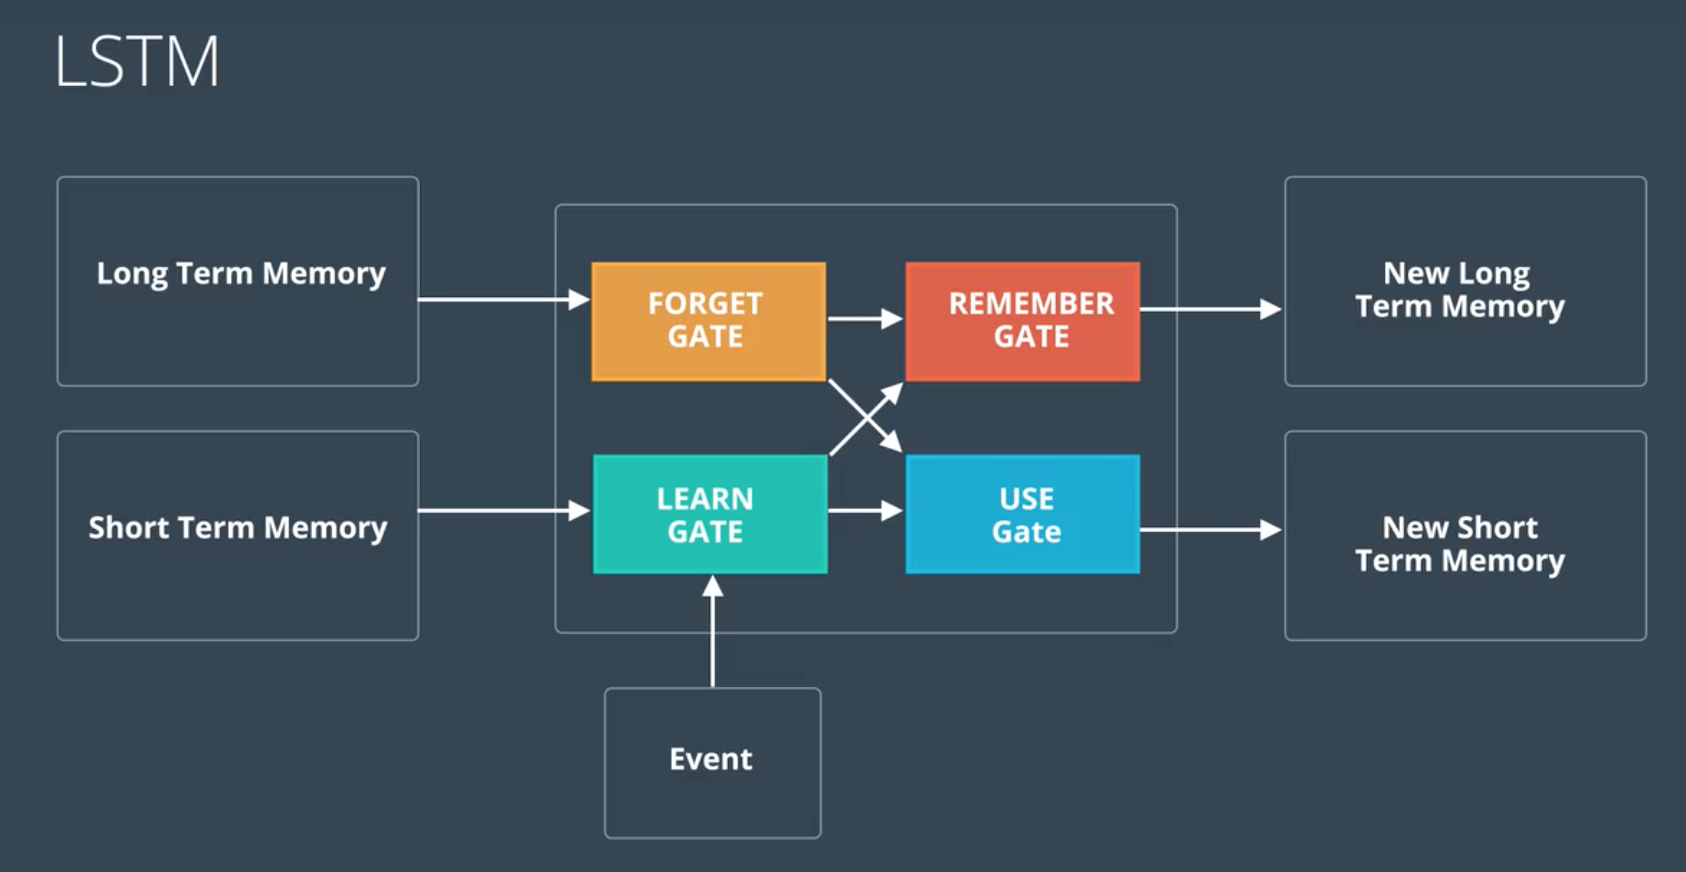 LSTM
Long Term Memory
FORGET
GATE
REMEMBER
GATE
New Long
Term Memory
Short Term Memory
LEARN
GATE
USE
Gate
New Short
Term Memory
Event